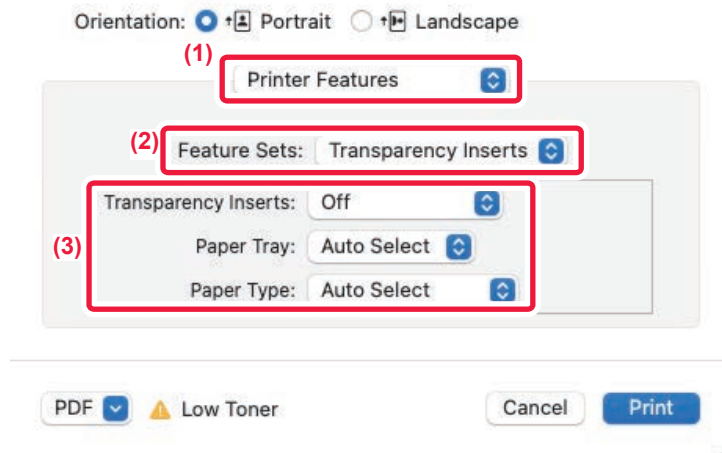 Orientation: Portrait Landscape
(1)
Printer Features
(2)
Feature Sets: Transparency Inserts
Transparency Inserts: Off
(3)
Paper Tray: Auto Select
Paper Type: Auto Select
PDF Low Toner Cancel Print